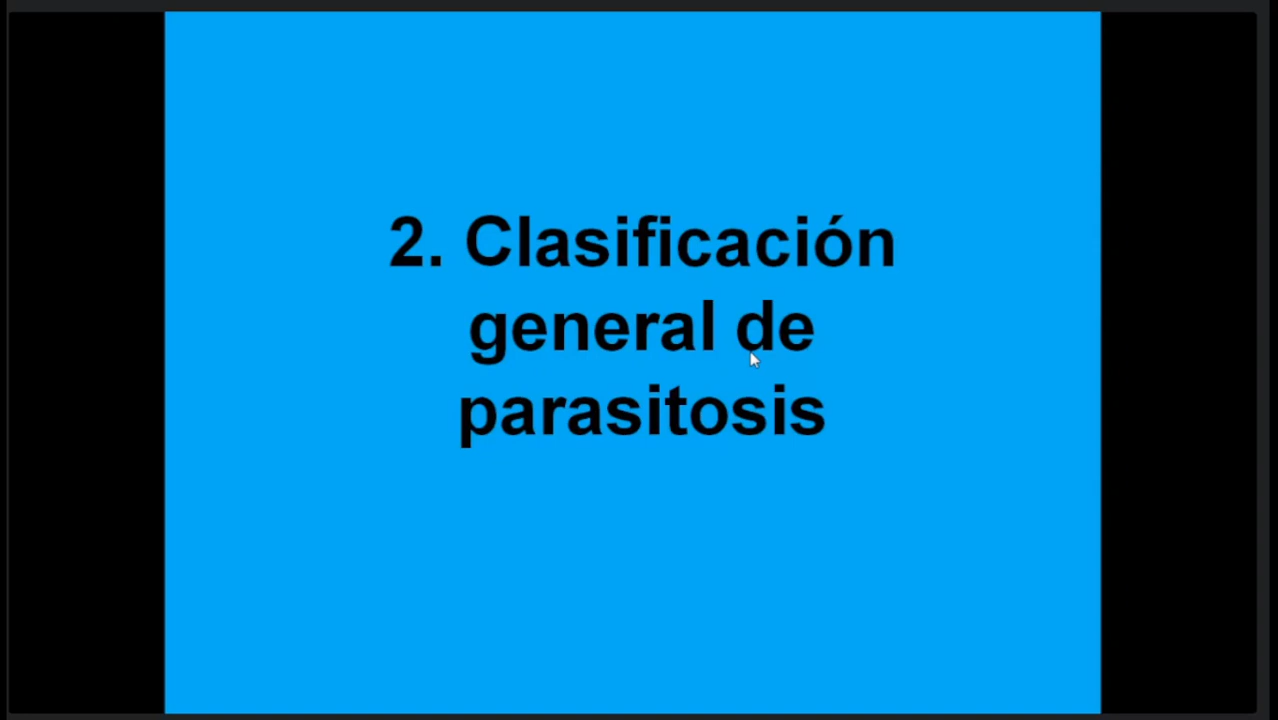 2. Clasificación
general de
parasitosis